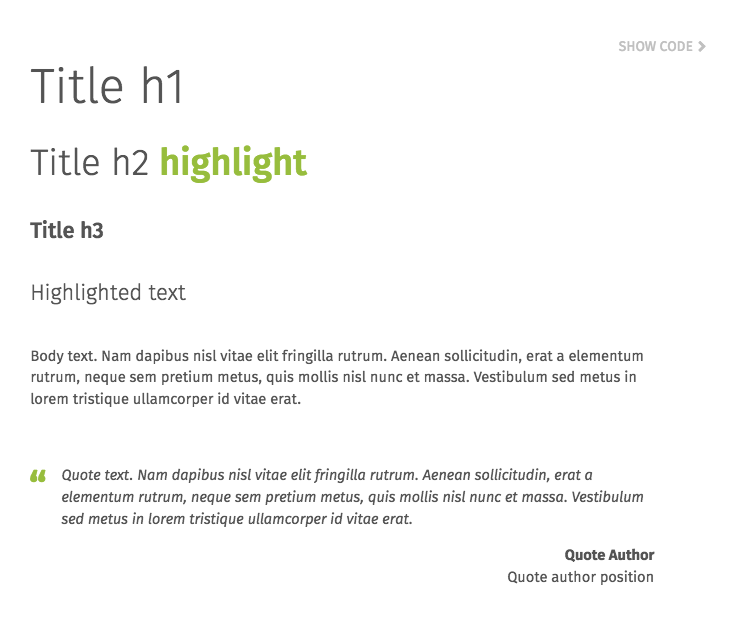 SHOW CODE
Title h1
Title h2 highlight
Title h3
Highlighted text
Body text. Nam dapibus nisl vitae elit fringilla rutrum. Aenean sollicitudin, erat a elementum
rutrum, neque sem pretium metus, quis mollis nisl nunc et massa. Vestibulum sed metus in
lorem tristique ullamcorper id vitae erat.
“ Quote text. Nam dapibus nisl vitae elit fringilla rutrum. Aenean sollicitudin, erat a
elementum rutrum, neque sem pretium metus, quis mollis nisl nunc et massa. Vestibulum
sed metus in lorem tristique ullamcorper id vitae erat.
Quote Author
Quote author position